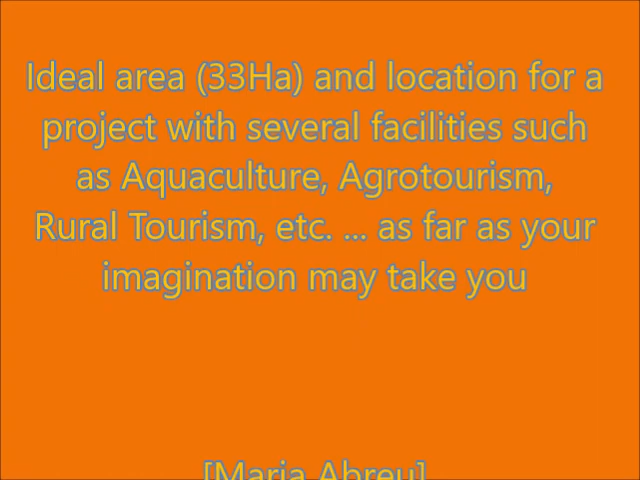 Ideal area (33Ha) and location for a
project with several facilities such
as Aquaculture, Agrotourism,
Rural Tourism, etc. ... as far as your
imagination may take you
[Maria Abreu]